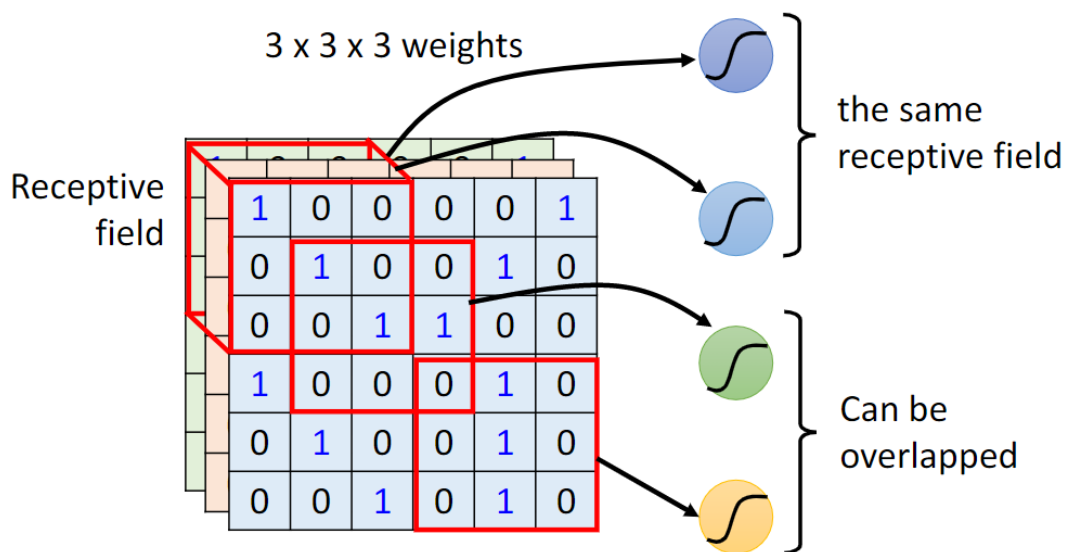 3 x 3 x 3 weights
the same
receptive field
Receptive
field
1 0 0 0 0 1
0 1 0 0 1 0
0 0 1 1 0 0
1 0 0 0 1 0
0 1 0 0 1 0
0 0 1 0 1 0
Can be
overlapped